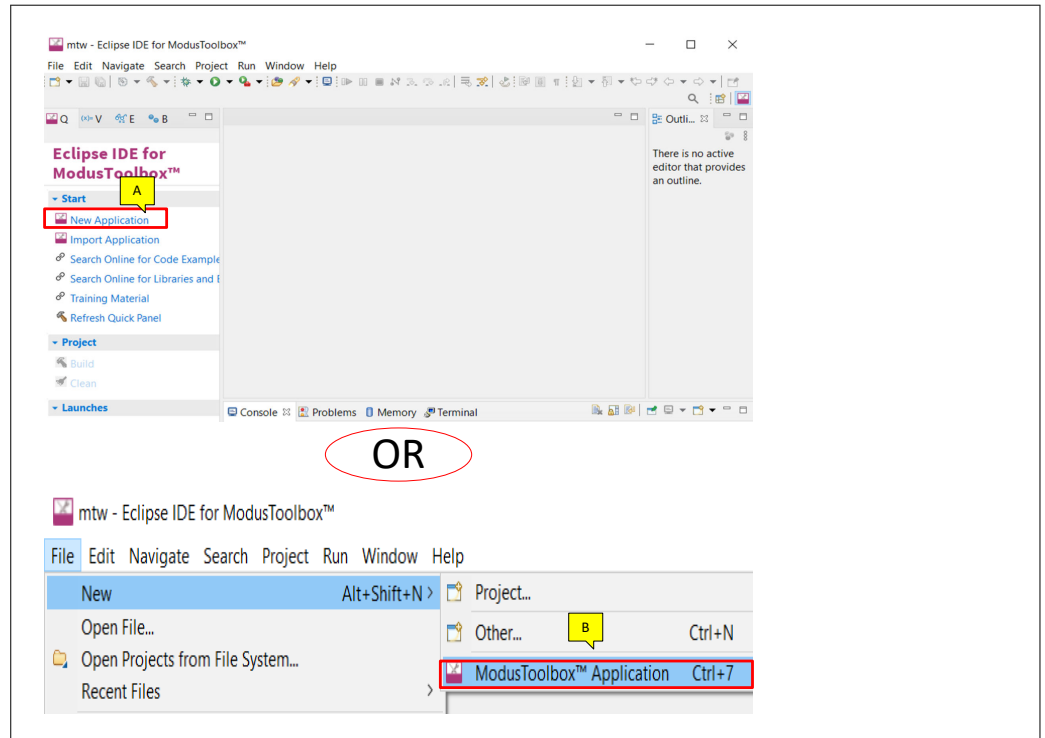 mtw - Eclipse IDE for ModusToolbox™
File Edit Navigate Search Project Run Window Help
Q (x)= V E B
Outli...
Eclipse IDE for
ModusToolbox™
There is no active
editor that provides
an outline.
A
Start
New Application
Import Application
Search Online for Code Example
Search Online for Libraries and
Training Material
Refresh Quick Panel
Project
Build
Clean
Launches
Console Problems Memory Terminal
OR
mtw - Eclipse IDE for ModusToolbox™
File Edit Navigate Search Project Run Window Help
New Alt+Shift+N > Project...
Open File... Other... B Ctrl+N
Open Projects from File System...
ModusToolbox™ Application Ctrl+7
Recent Files >